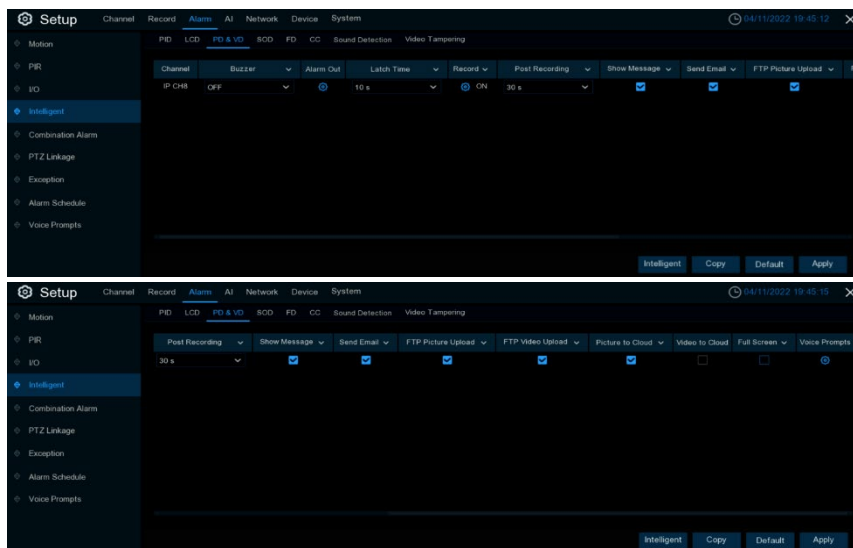 Setup Channel Record Alarm AI Network Device System 04/11/2022 19:45:12
PID LCD PD & VD SOD FD CC Sound Detection Video Tampering
Motion
PIR
I/O
Intelligent
Combination Alarm
PTZ Linkage
Exception
Alarm Schedule
Voice Prompts
Channel Buzzer Alarm Out Latch Time Record Post Recording Show Message Send Email FTP Picture Upload
IP CH8 OFF 10 s ON 30 s
Intelligent Copy Default Apply
Setup Channel Record Alarm AI Network Device System 04/11/2022 19:45:15
PID LCD PD & VD SOD FD CC Sound Detection Video Tampering
Motion
PIR
I/O
Intelligent
Combination Alarm
PTZ Linkage
Exception
Alarm Schedule
Voice Prompts
Post Recording Show Message Send Email FTP Picture Upload FTP Video Upload Picture to Cloud Video to Cloud Full Screen Voice Prompts
30 s
Intelligent Copy Default Apply